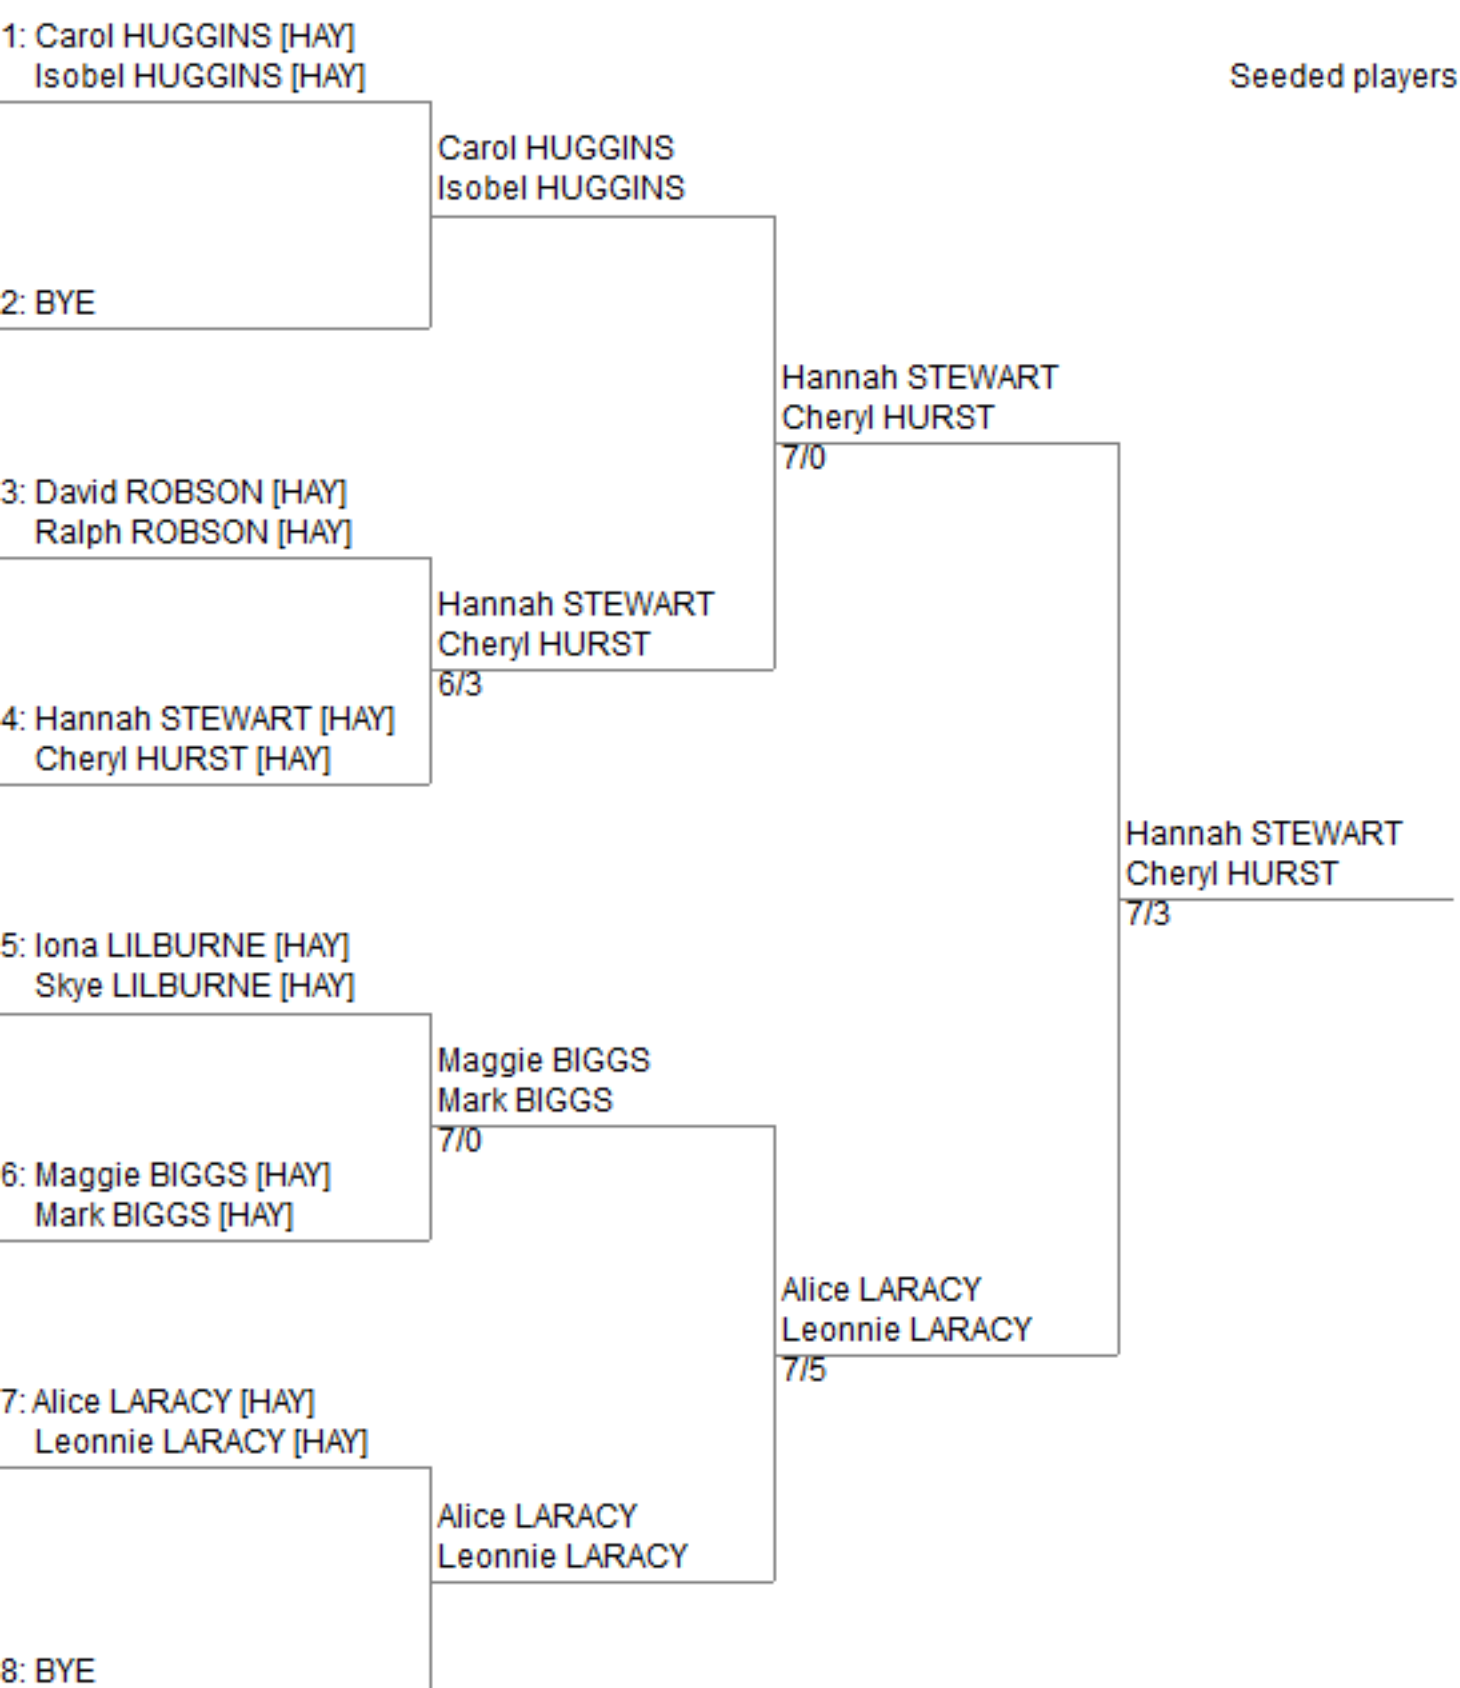 1: Carol HUGGINS [HAY]
Isobel HUGGINS [HAY]
Seeded players
Carol HUGGINS
Isobel HUGGINS
2: BYE
Hannah STEWART
Cheryl HURST
7/0
3: David ROBSON [HAY]
Ralph ROBSON [HAY]
Hannah STEWART
Cheryl HURST
6/3
4: Hannah STEWART [HAY]
Cheryl HURST [HAY]
Hannah STEWART
Cheryl HURST
7/3
5: Iona LILBURNE [HAY]
Skye LILBURNE [HAY]
Maggie BIGGS
Mark BIGGS
7/0
6: Maggie BIGGS [HAY]
Mark BIGGS [HAY]
Alice LARACY
Leonnie LARACY
7/5
7: Alice LARACY [HAY]
Leonnie LARACY [HAY]
Alice LARACY
Leonnie LARACY
8: BYE